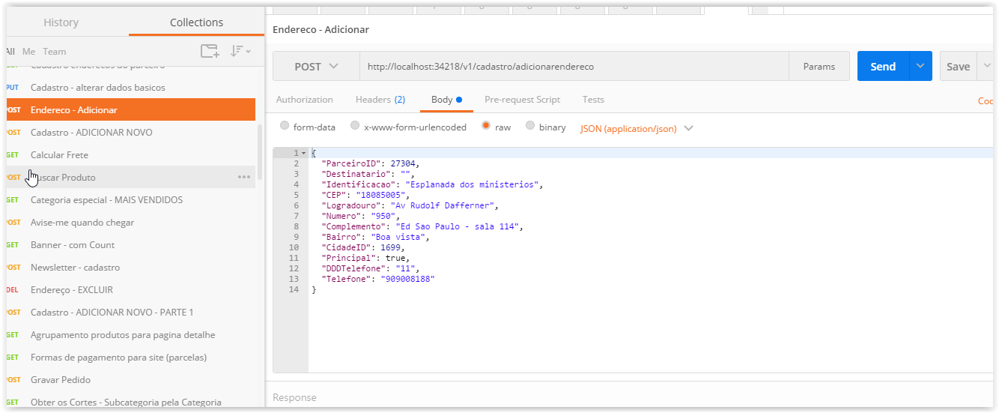 History
Collections
All Me Team
Cadastro enderecos do parceiro
PUT Cadastro - alterar dados basicos
POST Endereco - Adicionar
POST Cadastro - ADICIONAR NOVO
GET Calcular Frete
POST uscar Produto
GET Categoria especial - MAIS VENDIDOS
POST Avise-me quando chegar
GET Banner - com Count
POST Newsletter - cadastro
DEL Endereço - EXCLUIR
POST Cadastro - ADICIONAR NOVO - PARTE 1
GET Agrupamento produtos para pagina detalhe
GET Formas de pagamento para site (parcelas)
POST Gravar Pedido
GET Obter os Cortes - Subcategoria pela Categoria
Endereco - Adicionar
POST http://localhost:34218/v1/cadastro/adicionarendereco Params Send Save
Authorization Headers (2) Body Pre-request Script Tests Coo
form-data x-www-form-urlencoded raw binary JSON (application/json)
1 {
2 "ParceiroID": 27304,
3 "Destinatario": "",
4 "Identificacao": "Esplanada dos ministerios",
5 "CEP": "18085005",
6 "Logradouro": "Av Rudolf Dafferner",
7 "Numero": "950",
8 "Complemento": "Ed Sao Paulo - sala 114",
9 "Bairro": "Boa vista",
10 "CidadeID": 1699,
11 "Principal": true,
12 "DDDTelefone": "11",
13 "Telefone": "909008188"
14 }
Response